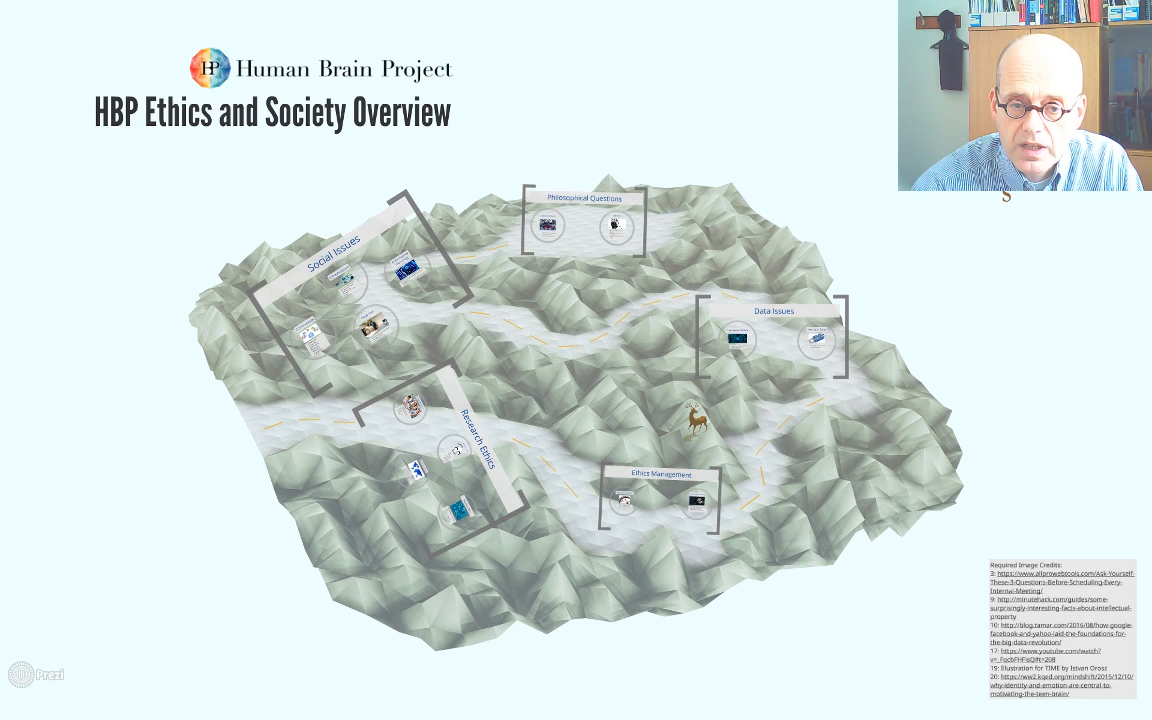 HP Human Brain Project
HBP Ethics and Society Overview
S
Philosophical Questions
Social Issues
Data Issues
Research Ethics
Ethics Management
Required Image Credits:
3: https://www.allprowebtools.com/Ask-Yourself-
These-3-Questions-Before-Scheduling-Every-
Internal-Meeting/
9: http://minutehack.com/guides/some-
surprisingly-interesting-facts-about-intellectual-
property
10: http://blog.tamar.com/2016/08/how-google-
facebook-and-yahoo-laid-the-foundations-for-
the-big-data-revolution/
17: https://www.youtube.com/watch?
v=_FqcbFHFisQ#t=208
19: Illustration for TIME by Istvan Orosz
20: https://ww2.kqed.org/mindshift/2015/12/10/
why-identity-and-emotion-are-central-to-
motivating-the-teen-brain/
Prezi